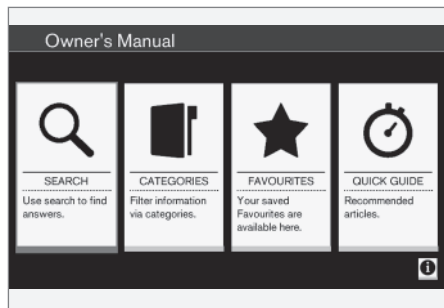 Owner's Manual
SEARCH
Use search to find
answers.
CATEGORIES
Filter information
via categories.
FAVOURITES
Your saved
Favourites are
available here.
QUICK GUIDE
Recommended
articles.
i